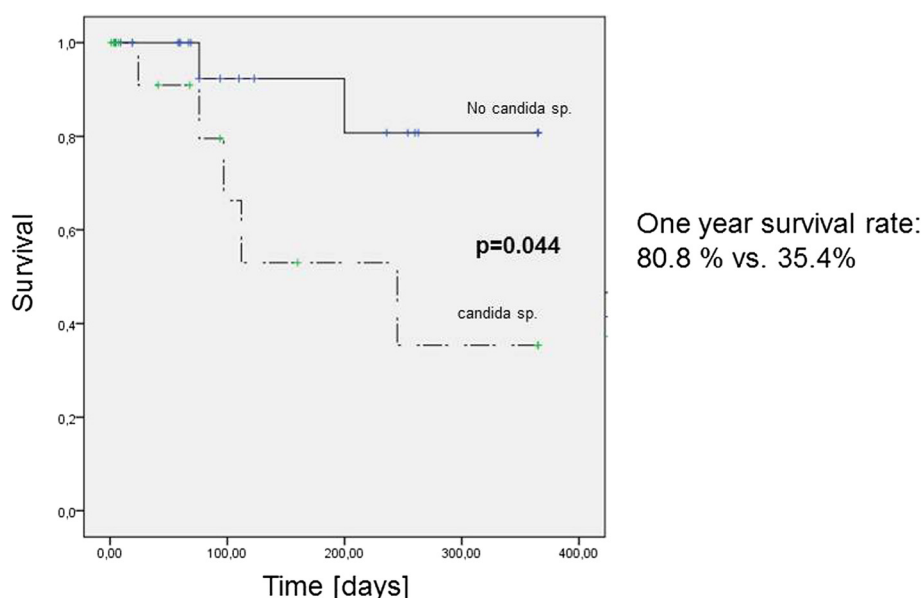 1,0
No candida sp.
0,8
One year survival rate:
80.8 % vs. 35.4%
0,6
p=0.044
Survival
candida sp.
0,4
0,2
0,0
0,00 100,00 200,00 300,00 400,00
Time [days]